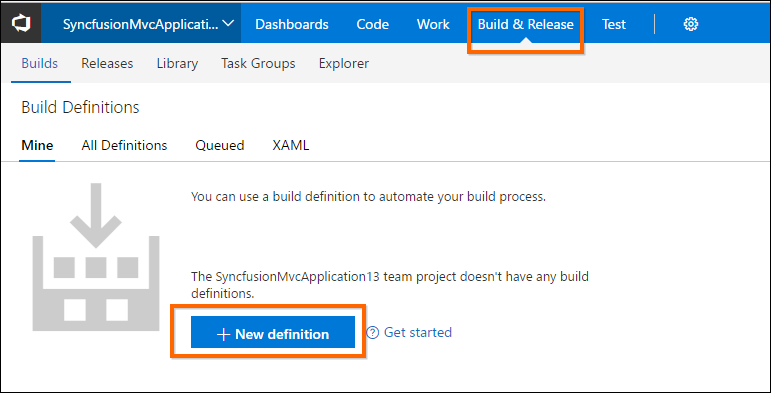 SyncfusionMvcApplicati... Dashboards Code Work Build & Release Test
Builds Releases Library Task Groups Explorer
Build Definitions
Mine All Definitions Queued XAML
You can use a build definition to automate your build process.
The SyncfusionMvcApplication13 team project doesn't have any build
definitions.
+ New definition ? Get started